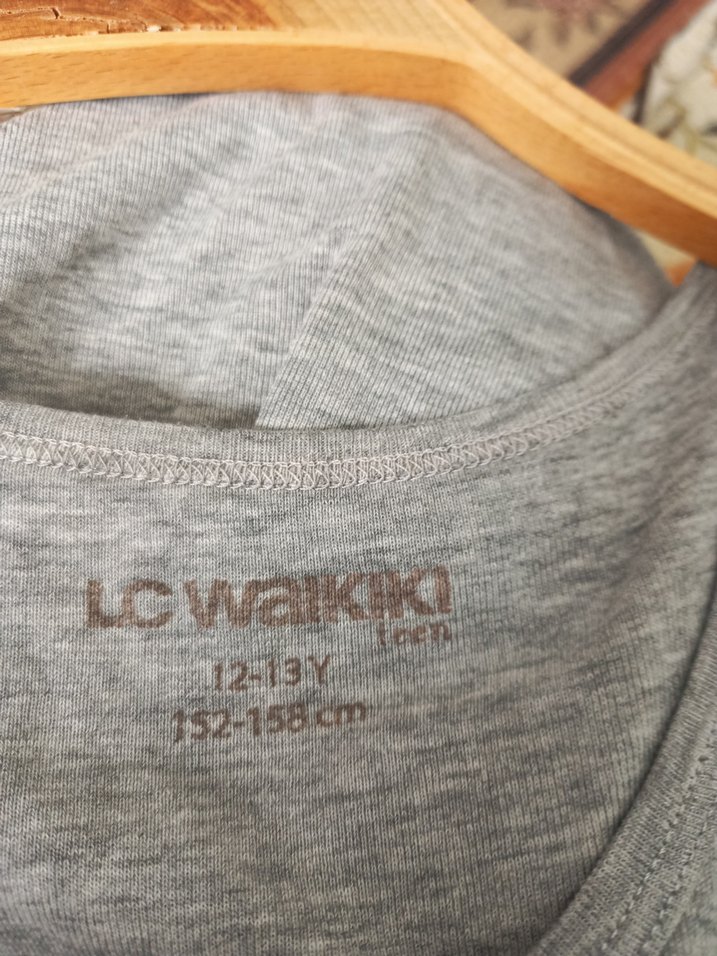 LC WAIKIKI
teen
12-13 Y
152-158 cm